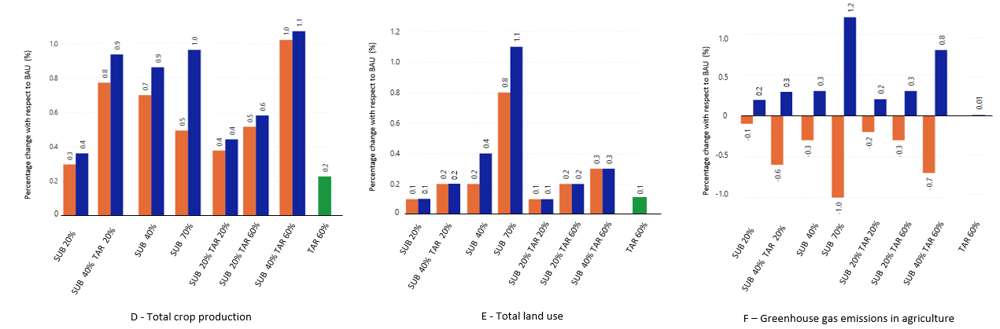 Percentage change with respect to BAU (%)
1.0
0.8
0.6
0.4
0.2
0
0.3
0.4
0.8
0.9
0.7
0.9
0.5
1.0
0.4
0.4
0.5
0.6
1.0
1.1
0.2
SUB 20%
SUB 40% TAR 20%
SUB 40%
SUB 70%
SUB 20% TAR 20%
SUB 20% TAR 60%
SUB 40% TAR 60%
TAR 60%
D - Total crop production
Percentage change with respect to BAU (%)
1.2
1.0
0.8
0.6
0.4
0.2
0
0.1
0.1
0.2
0.2
0.2
0.4
0.8
1.1
0.1
0.1
0.2
0.2
0.3
0.3
0.1
SUB 20%
SUB 40% TAR 20%
SUB 40%
SUB 70%
SUB 20% TAR 20%
SUB 20% TAR 60%
SUB 40% TAR 60%
TAR 60%
E - Total land use
Percentage change with respect to BAU (%)
1.0
0.5
0
-0.5
-1.0
-0.1
0.2
-0.6
0.3
-0.3
0.3
-1.0
1.2
-0.2
0.2
-0.3
0.3
-0.7
0.8
0.01
SUB 20%
SUB 40% TAR 20%
SUB 40%
SUB 70%
SUB 20% TAR 20%
SUB 20% TAR 60%
SUB 40% TAR 60%
TAR 60%
F – Greenhouse gas emissions in agriculture